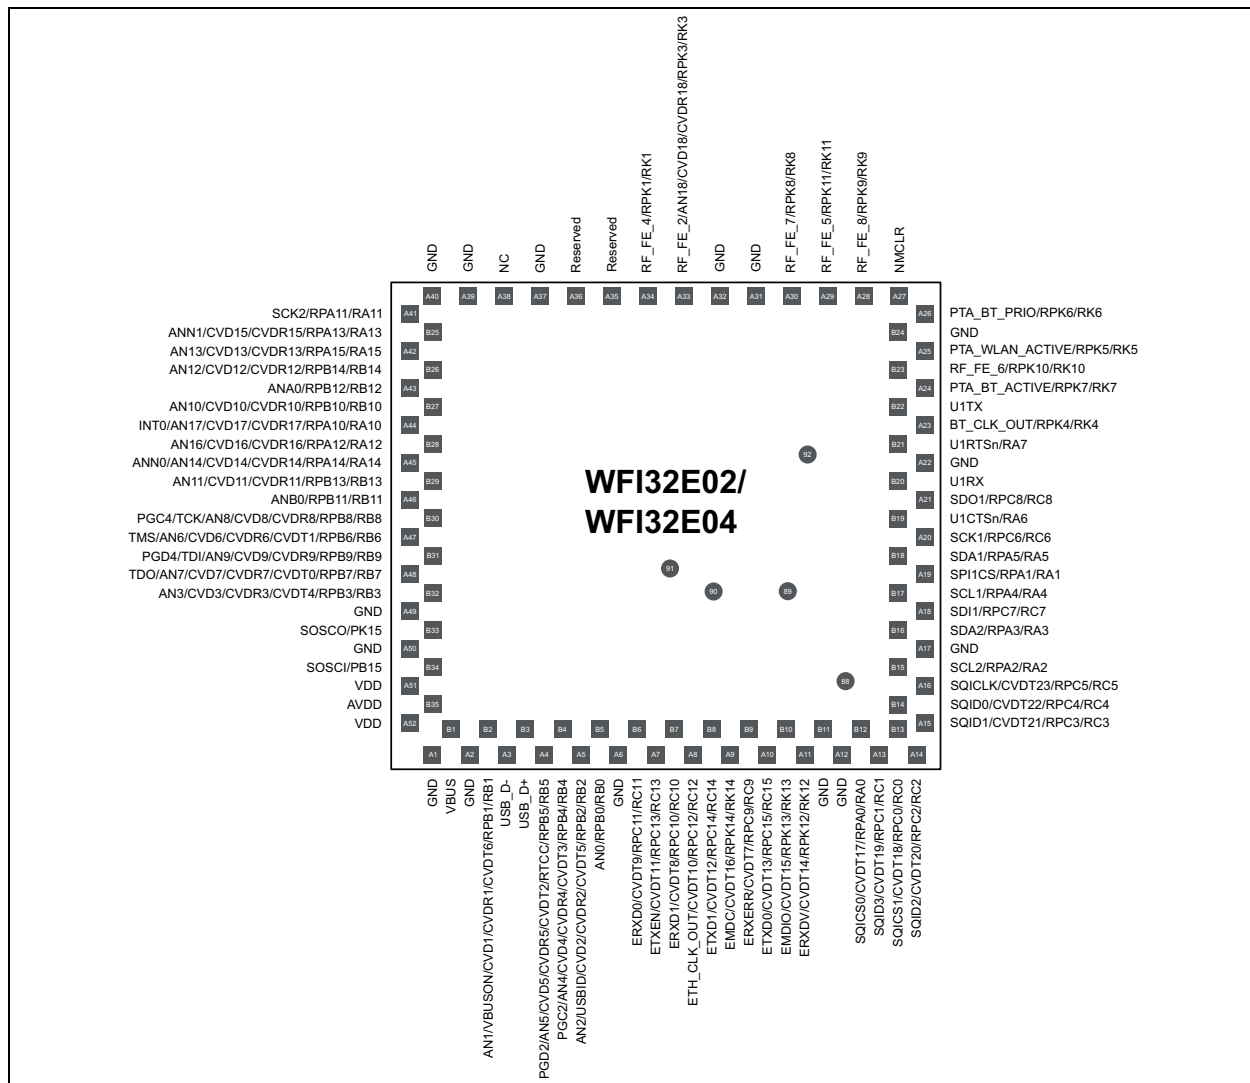 GND
GND
NC
GND
Reserved
Reserved
RF_FE_4/RPK1/RK1
RF_FE_2/AN18/CVD18/CVDR18/RPK3/RK3
GND
GND
RF_FE_7/RPK8/RK8
RF_FE_5/RPK11/RK11
RF_FE_8/RPK9/RK9
NMCLR
A40
A39
A38
A37
A36
A35
A34
A33
A32
A31
A30
A29
A28
A27
SCK2/RPA11/RA11
ANN1/CVD15/CVDR15/RPA13/RA13
AN13/CVD13/CVDR13/RPA15/RA15
AN12/CVD12/CVDR12/RPB14/RB14
ANA0/RPB12/RB12
AN10/CVD10/CVDR10/RPB10/RB10
INT0/AN17/CVD17/CVDR17/RPA10/RA10
AN16/CVD16/CVDR16/RPA12/RA12
ANN0/AN14/CVD14/CVDR14/RPA14/RA14
AN11/CVD11/CVDR11/RPB13/RB13
ANB0/RPB11/RB11
PGC4/TCK/AN8/CVD8/CVDR8/RPB8/RB8
TMS/AN6/CVD6/CVDR6/CVDT1/RPB6/RB6
PGD4/TDI/AN9/CVD9/CVDR9/RPB9/RB9
TDO/AN7/CVD7/CVDR7/CVDT0/RPB7/RB7
AN3/CVD3/CVDR3/CVDT4/RPB3/RB3
GND
SOSCO/PK15
GND
SOSCI/PB15
VDD
AVDD
VDD
A41
B25
A42
B26
A43
B27
A44
B28
A45
B29
A46
B30
A47
B31
A48
B32
A49
B33
A50
B34
A51
B35
A52
WFI32E02/
WFI32E04
92
91
90
89
88
A26
B24
A25
B23
A24
B22
A23
B21
A22
B20
A21
B19
A20
B18
A19
B17
A18
B16
A17
B15
A16
B14
A15
PTA_BT_PRIO/RPK6/RK6
GND
PTA_WLAN_ACTIVE/RPK5/RK5
RF_FE_6/RPK10/RK10
PTA_BT_ACTIVE/RPK7/RK7
U1TX
BT_CLK_OUT/RPK4/RK4
U1RTSn/RA7
GND
U1RX
SDO1/RPC8/RC8
U1CTSn/RA6
SCK1/RPC6/RC6
SDA1/RPA5/RA5
SPI1CS/RPA1/RA1
SCL1/RPA4/RA4
SDI1/RPC7/RC7
SDA2/RPA3/RA3
GND
SCL2/RPA2/RA2
SQICLK/CVDT23/RPC5/RC5
SQID0/CVDT22/RPC4/RC4
SQID1/CVDT21/RPC3/RC3
B1
B2
B3
B4
B5
B6
B7
B8
B9
B10
B11
B12
B13
A1
A2
A3
A4
A5
A6
A7
A8
A9
A10
A11
A12
A13
A14
GND
VBUS
GND
AN1/VBUSON/CVD1/CVDR1/CVDT6/RPB1/RB1
USB_D-
USB_D+
PGD2/AN5/CVD5/CVDR5/CVDT2/RTCC/RPB5/RB5
PGC2/AN4/CVD4/CVDR4/CVDT3/RPB4/RB4
AN2/USBID/CVD2/CVDR2/CVDT5/RPB2/RB2
AN0/RPB0/RB0
GND
ERXD0/CVDT9/RPC11/RC11
ETXEN/CVDT11/RPC13/RC13
ERXD1/CVDT8/RPC10/RC10
ETH_CLK_OUT/CVDT10/RPC12/RC12
ETXD1/CVDT12/RPC14/RC14
EMDC/CVDT16/RPK14/RK14
ERXERR/CVDT7/RPC9/RC9
ETXD0/CVDT13/RPC15/RC15
EMDIO/CVDT15/RPK13/RK13
ERXDV/CVDT14/RPK12/RK12
GND
GND
SQICS0/CVDT17/RPA0/RA0
SQID3/CVDT19/RPC1/RC1
SQICS1/CVDT18/RPC0/RC0
SQID2/CVDT20/RPC2/RC2